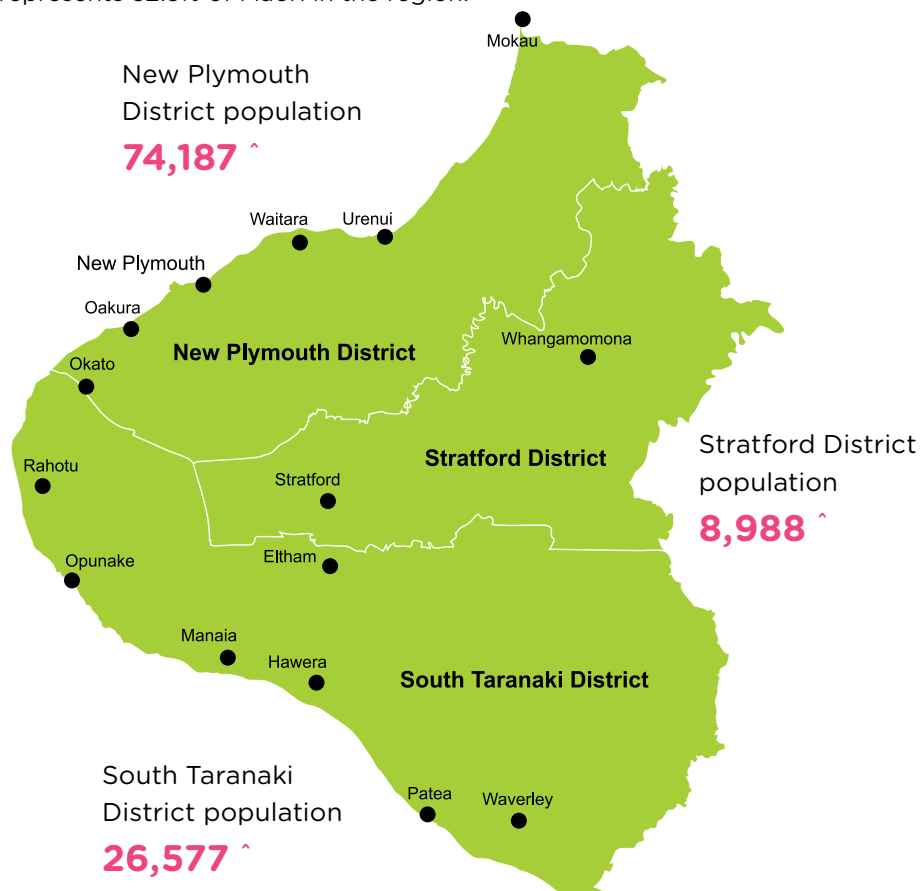 Mokau
New Plymouth
District population
74,187 ^
Waitara
Urenui
New Plymouth
Oakura
New Plymouth District
Whangamomona
Okato
Stratford District
Stratford District
population
8,988 ^
Rahotu
Stratford
Eltham
Opunake
Manaia
Hawera
South Taranaki District
South Taranaki
District population
26,577 ^
Patea
Waverley